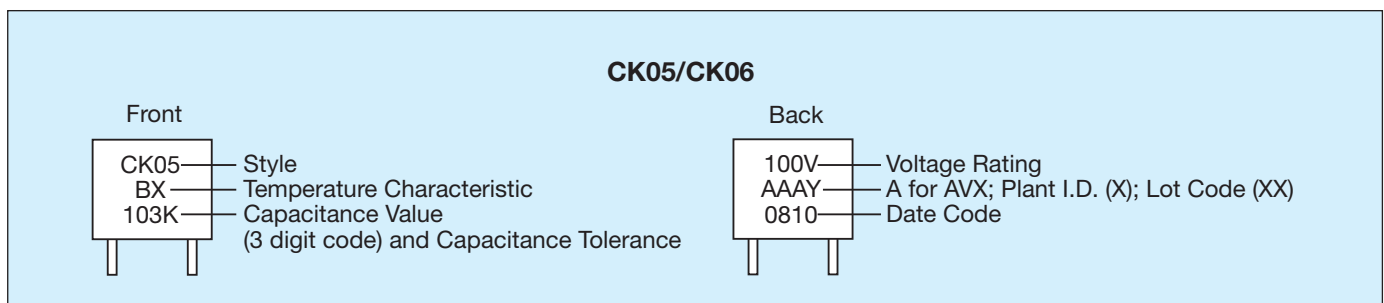 CK05/CK06
Front
CK05 Style
BX Temperature Characteristic
103K Capacitance Value
(3 digit code) and Capacitance Tolerance
Back
100V Voltage Rating
AAAY A for AVX; Plant I.D. (X); Lot Code (XX)
0810 Date Code